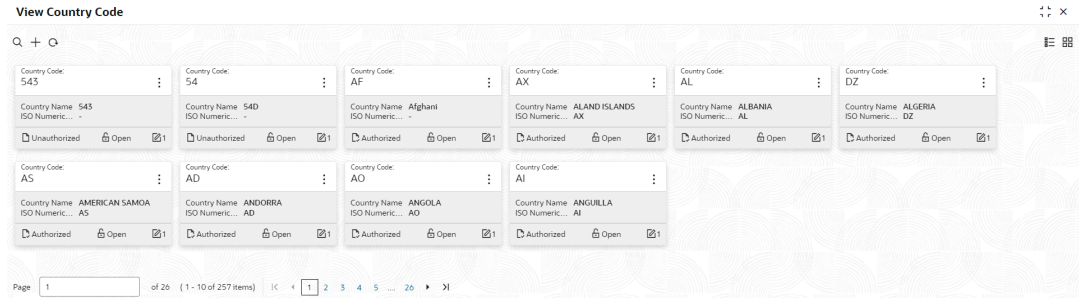 View Country Code
Country Code: Country Code: Country Code: Country Code: Country Code: Country Code:
543 54 AF AX AL DZ
Country Name 543 Country Name 54D Country Name Afghani Country Name ALAND ISLANDS Country Name ALBANIA Country Name ALGERIA
ISO Numeric... - ISO Numeric... - ISO Numeric... - ISO Numeric... AX ISO Numeric... AL ISO Numeric... DZ
Unauthorized Open 1 Unauthorized Open 1 Authorized Open 1 Authorized Open 1 Authorized Open 1 Authorized Open 1
Country Code: Country Code: Country Code: Country Code:
AS AD AO AI
Country Name AMERICAN SAMOA Country Name ANDORRA Country Name ANGOLA Country Name ANGUILLA
ISO Numeric... AS ISO Numeric... AD ISO Numeric... AO ISO Numeric... AI
Authorized Open 1 Authorized Open 1 Authorized Open 1 Authorized Open 1
Page 1 of 26 (1 - 10 of 257 items) 1 2 3 4 5 .... 26